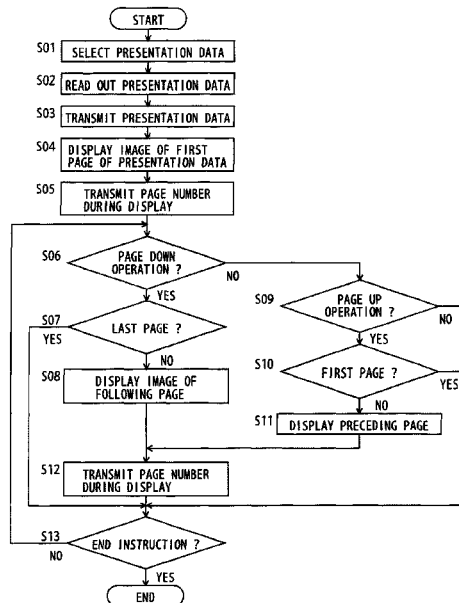 START
S01
SELECT PRESENTATION DATA
S02
READ OUT PRESENTATION DATA
S03
TRANSMIT PRESENTATION DATA
S04
DISPLAY IMAGE OF FIRST
PAGE OF PRESENTATION DATA
S05
TRANSMIT PAGE NUMBER
DURING DISPLAY
S06
PAGE DOWN
OPERATION ?
NO
YES
S07
YES
LAST PAGE ?
NO
S08
DISPLAY IMAGE OF
FOLLOWING PAGE
S09
PAGE UP
OPERATION ?
NO
YES
S10
FIRST PAGE ?
YES
NO
S11
DISPLAY PRECEDING PAGE
S12
TRANSMIT PAGE NUMBER
DURING DISPLAY
S13
NO
END INSTRUCTION ?
YES
END